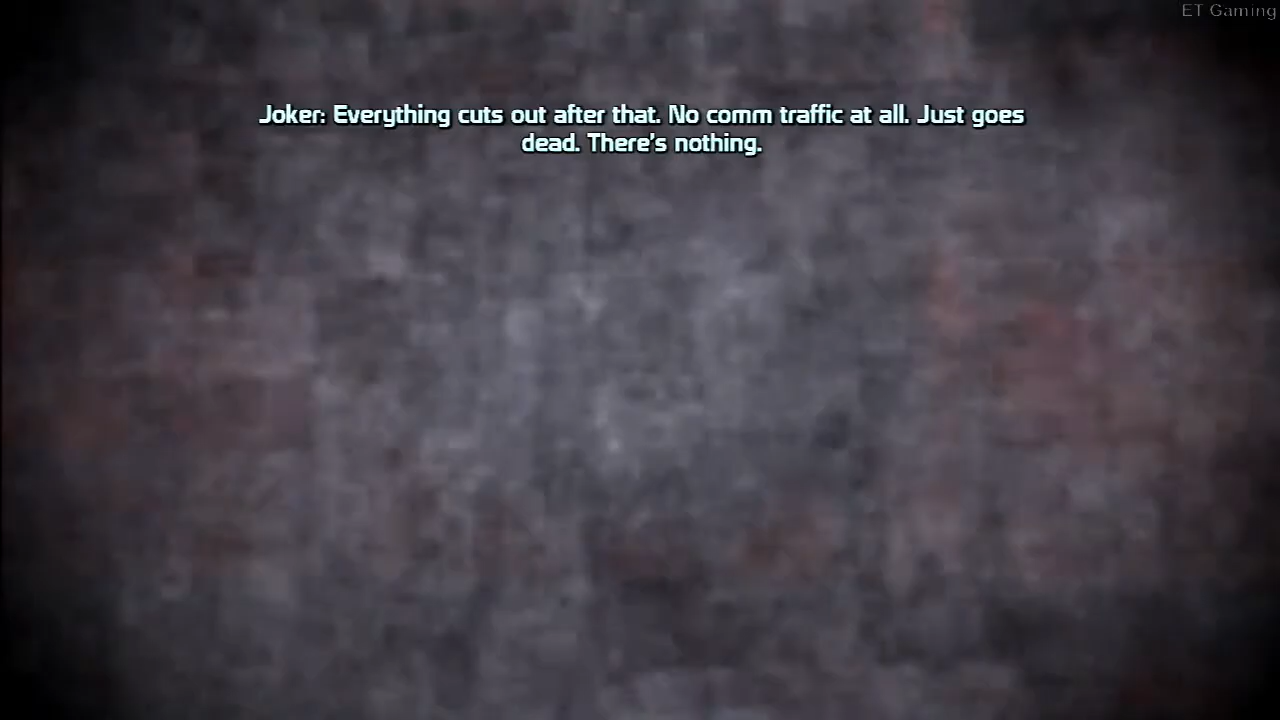 ET Gaming
Joker: Everything cuts out after that. No comm traffic at all. Just goes
dead. There's nothing.